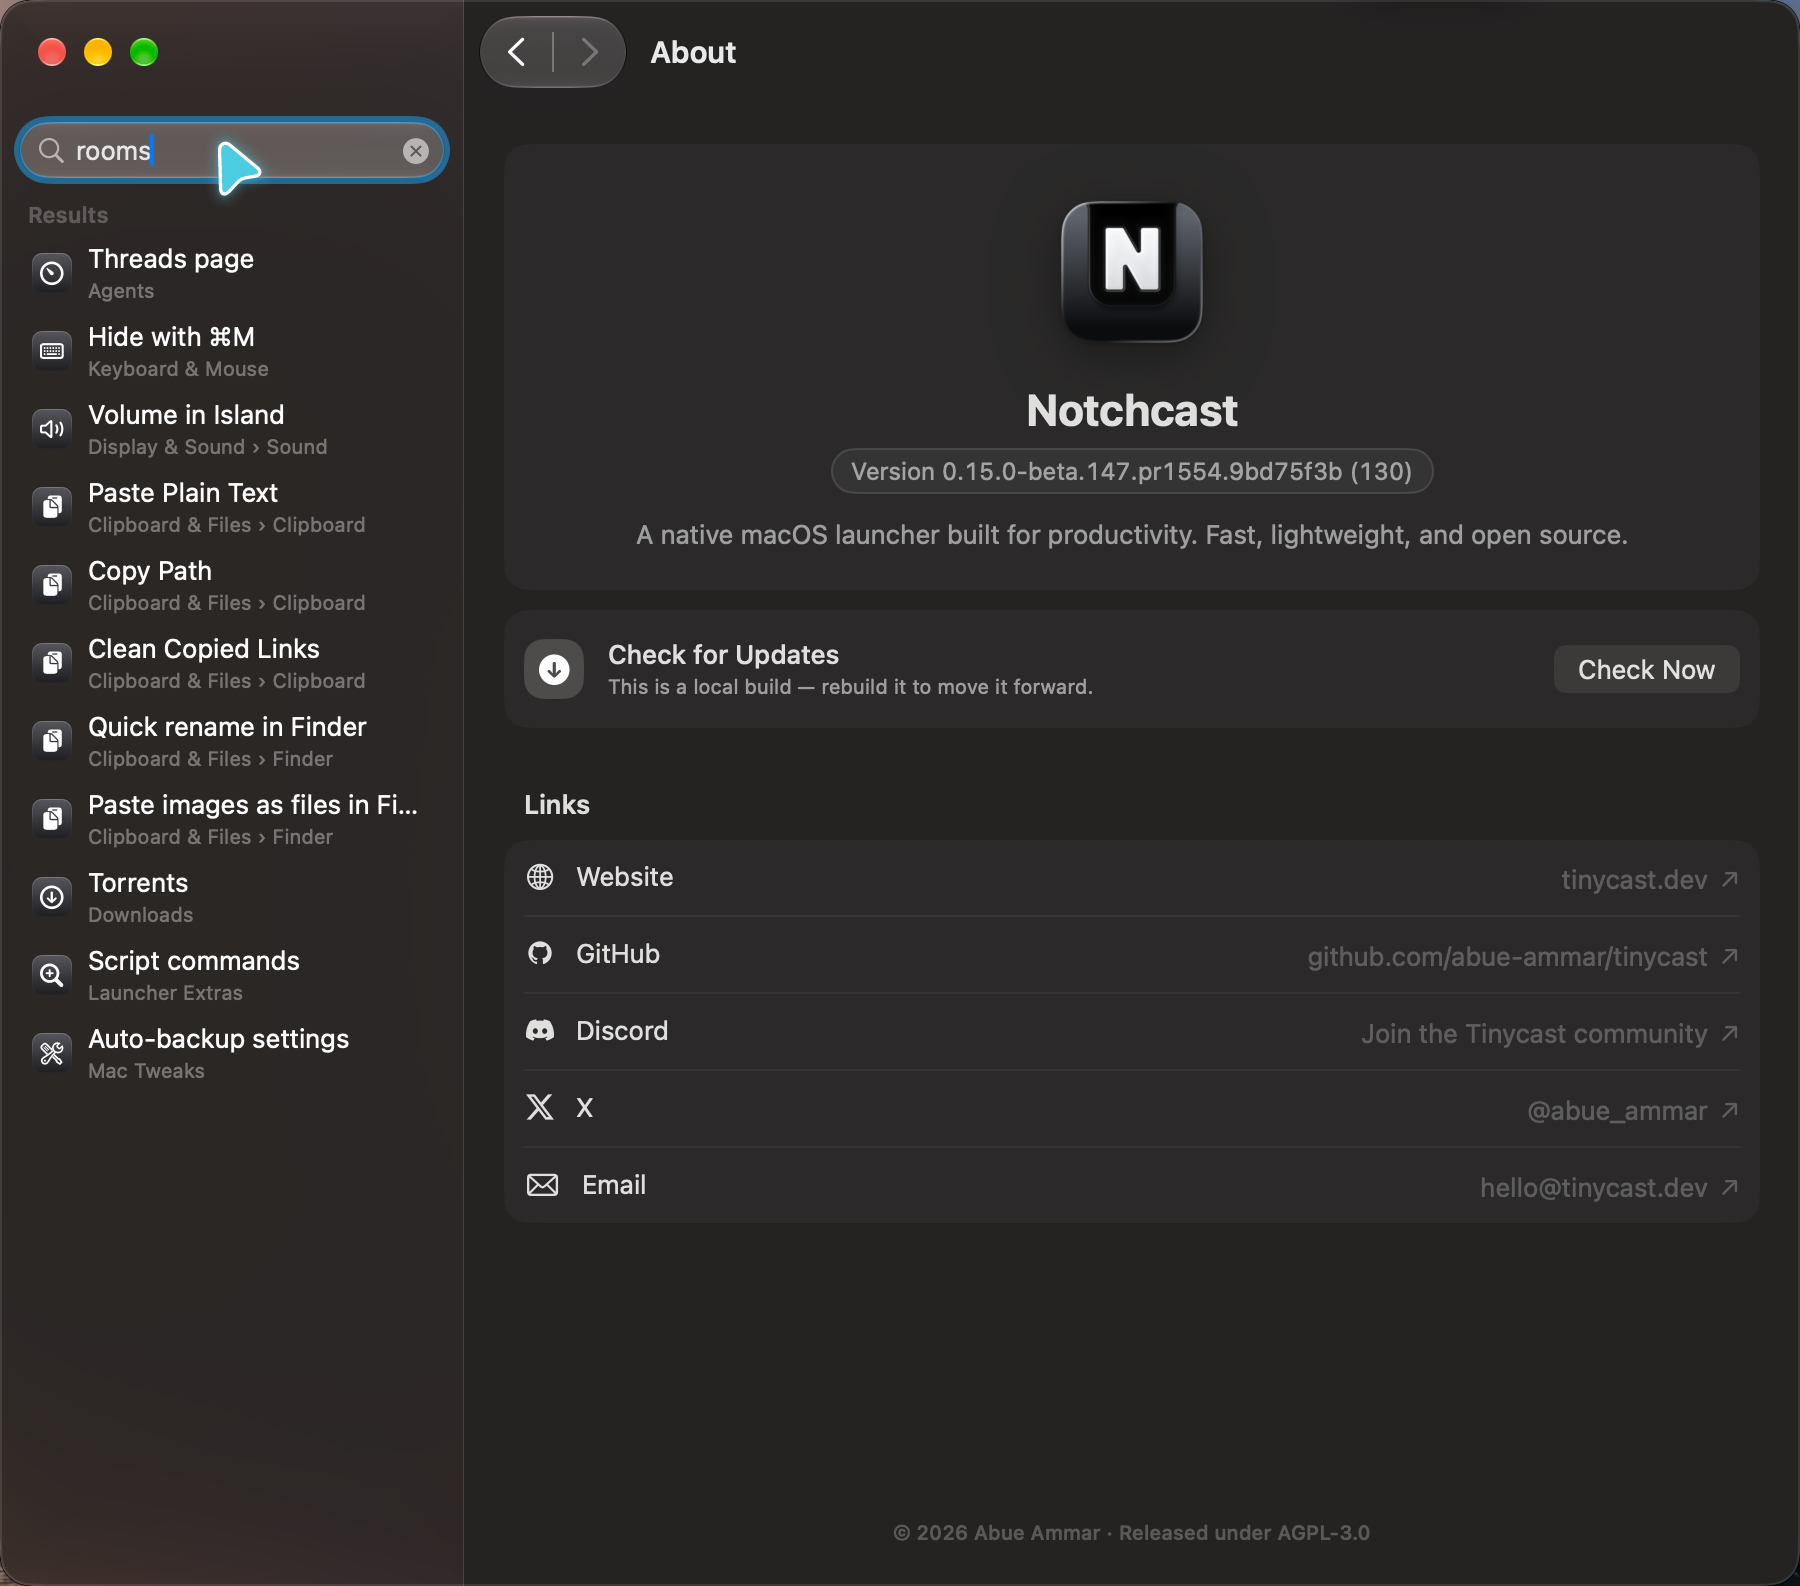 About
rooms
Results
Threads page
Agents
Hide with ⌘M
Keyboard & Mouse
Volume in Island
Display & Sound › Sound
Paste Plain Text
Clipboard & Files › Clipboard
Copy Path
Clipboard & Files › Clipboard
Clean Copied Links
Clipboard & Files › Clipboard
Quick rename in Finder
Clipboard & Files › Finder
Paste images as files in Fi...
Clipboard & Files › Finder
Torrents
Downloads
Script commands
Launcher Extras
Auto-backup settings
Mac Tweaks
N
Notchcast
Version 0.15.0-beta.147.pr1554.9bd75f3b (130)
A native macOS launcher built for productivity. Fast, lightweight, and open source.
Check for Updates
This is a local build — rebuild it to move it forward.
Check Now
Links
Website tinycast.dev ↗
GitHub github.com/abue-ammar/tinycast ↗
Discord Join the Tinycast community ↗
X @abue_ammar ↗
Email hello@tinycast.dev ↗
© 2026 Abue Ammar · Released under AGPL-3.0